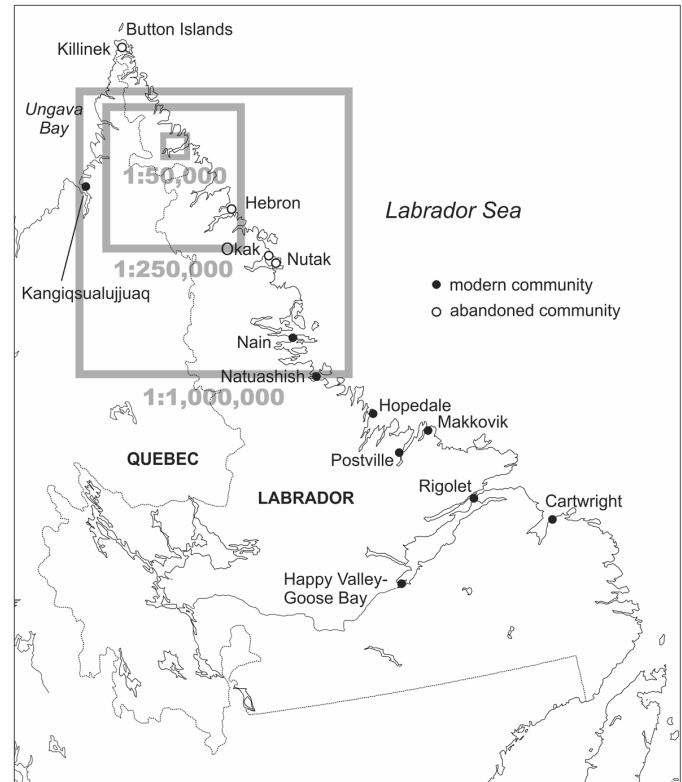 Button Islands
Killinek
Ungava
Bay
1:50,000
Hebron
Labrador Sea
Okak
Nutak
1:250,000
modern community
Kangiqsualujjuaq
abandoned community
Nain
Natuashish
1:1,000,000
Hopedale
Makkovik
QUEBEC
Postville
Rigolet
LABRADOR
Cartwright
Happy Valley-
Goose Bay